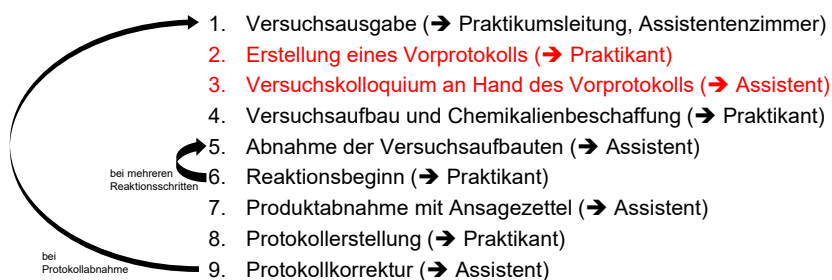 1. Versuchsausgabe (➔ Praktikumsleitung, Assistentenzimmer)
2. Erstellung eines Vorprotokolls (➔ Praktikant)
3. Versuchskolloquium an Hand des Vorprotokolls (➔ Assistent)
4. Versuchsaufbau und Chemikalienbeschaffung (➔ Praktikant)
5. Abnahme der Versuchsaufbauten (➔ Assistent)
bei mehreren
Reaktionsschritten
6. Reaktionsbeginn (➔ Praktikant)
7. Produktabnahme mit Ansagezettel (➔ Assistent)
8. Protokollerstellung (➔ Praktikant)
bei
Protokollabnahme
9. Protokollkorrektur (➔ Assistent)